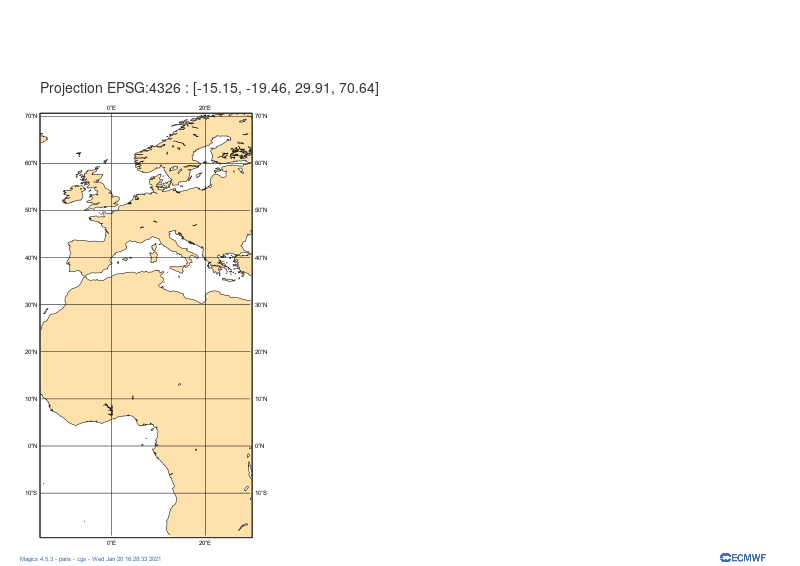 Projection EPSG:4326 : [-15.15, -19.46, 29.91, 70.64]
0°E 20°E
70°N 70°N
60°N 60°N
50°N 50°N
40°N 40°N
30°N 30°N
20°N 20°N
10°N 10°N
0°N 0°N
10°S 10°S
0°E 20°E
Magics 4.5.3 - paris - cgs - Wed Jan 20 16:28:33 2021
ECMWF